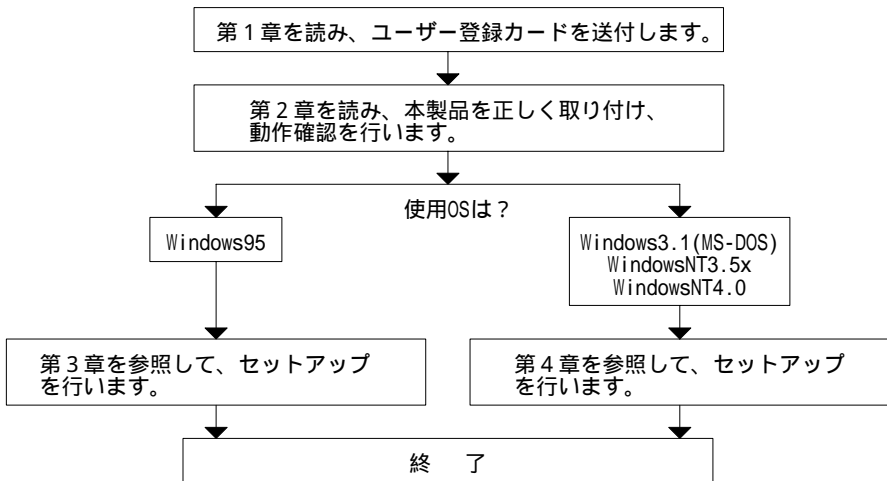 第１章を読み、ユーザー登録カードを送付します。
第２章を読み、本製品を正しく取り付け、
動作確認を行います。
使用OSは？
Windows95
Windows3.1(MS-DOS)
WindowsNT3.5x
WindowsNT4.0
第３章を参照して、セットアップ
を行います。
第４章を参照して、セットアップ
を行います。
終　了